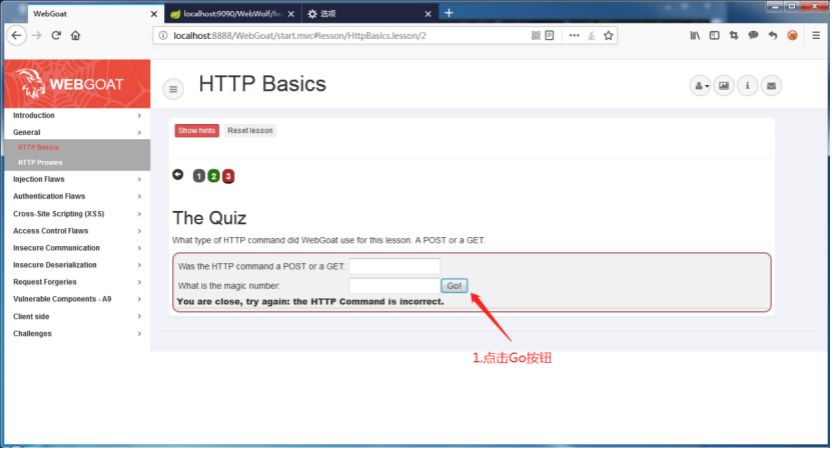 WebGoat
localhost:9090/WebWolf/ho
选项
localhost:8888/WebGoat/start.mvc#lesson/HttpBasics.lesson/2
WEBGOAT
HTTP Basics
Introduction
General
HTTP Basics
HTTP Proxies
Injection Flaws
Authentication Flaws
Cross-Site Scripting (XSS)
Access Control Flaws
Insecure Communication
Insecure Deserialization
Request Forgeries
Vulnerable Components - A9
Client side
Challenges
Show hints Reset lesson
1 2 3
The Quiz
What type of HTTP command did WebGoat use for this lesson. A POST or a GET.
Was the HTTP command a POST or a GET:
What is the magic number: Go!
You are close, try again: the HTTP Command is incorrect.
1.点击Go按钮